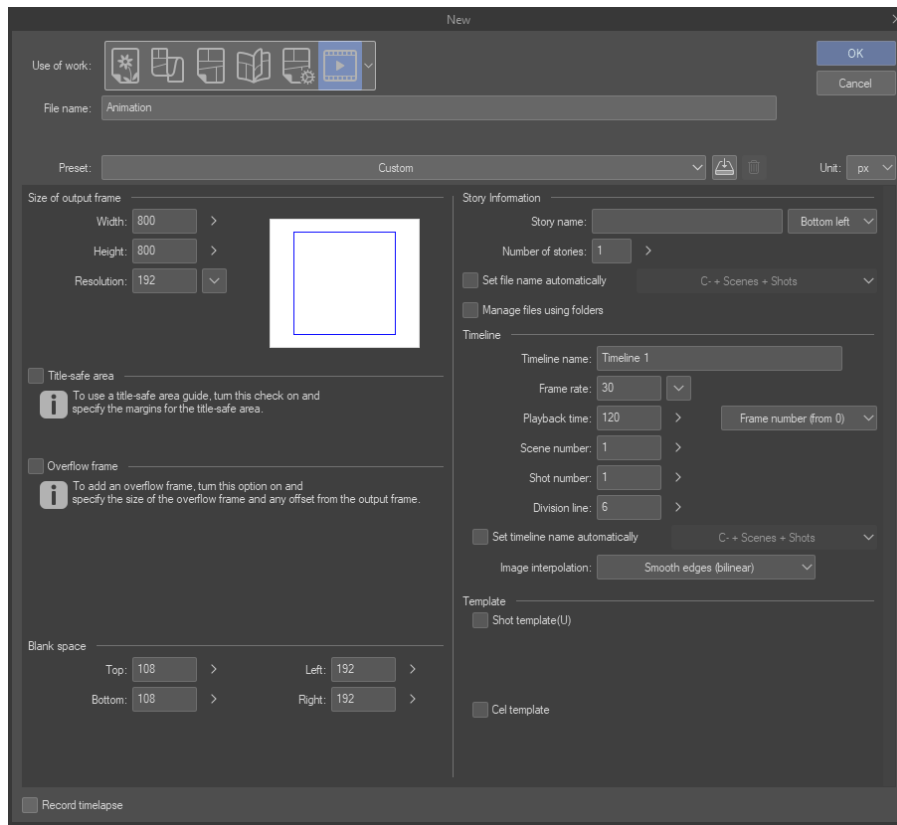 New
Use of work:
OK
Cancel
File name: Animation
Preset: Custom Unit: px
Size of output frame
Width: 800
Height: 800
Resolution: 192
Title-safe area
To use a title-safe area guide, turn this check on and
specify the margins for the title-safe area.
Overflow frame
To add an overflow frame, turn this option on and
specify the size of the overflow frame and any offset from the output frame.
Blank space
Top: 108 Left: 192
Bottom: 108 Right: 192
Story Information
Story name: Bottom left
Number of stories: 1
Set file name automatically C- + Scenes + Shots
Manage files using folders
Timeline
Timeline name: Timeline 1
Frame rate: 30
Playback time: 120 Frame number (from 0)
Scene number: 1
Shot number: 1
Division line: 6
Set timeline name automatically C- + Scenes + Shots
Image interpolation: Smooth edges (bilinear)
Template
Shot template(U)
Cel template
Record timelapse